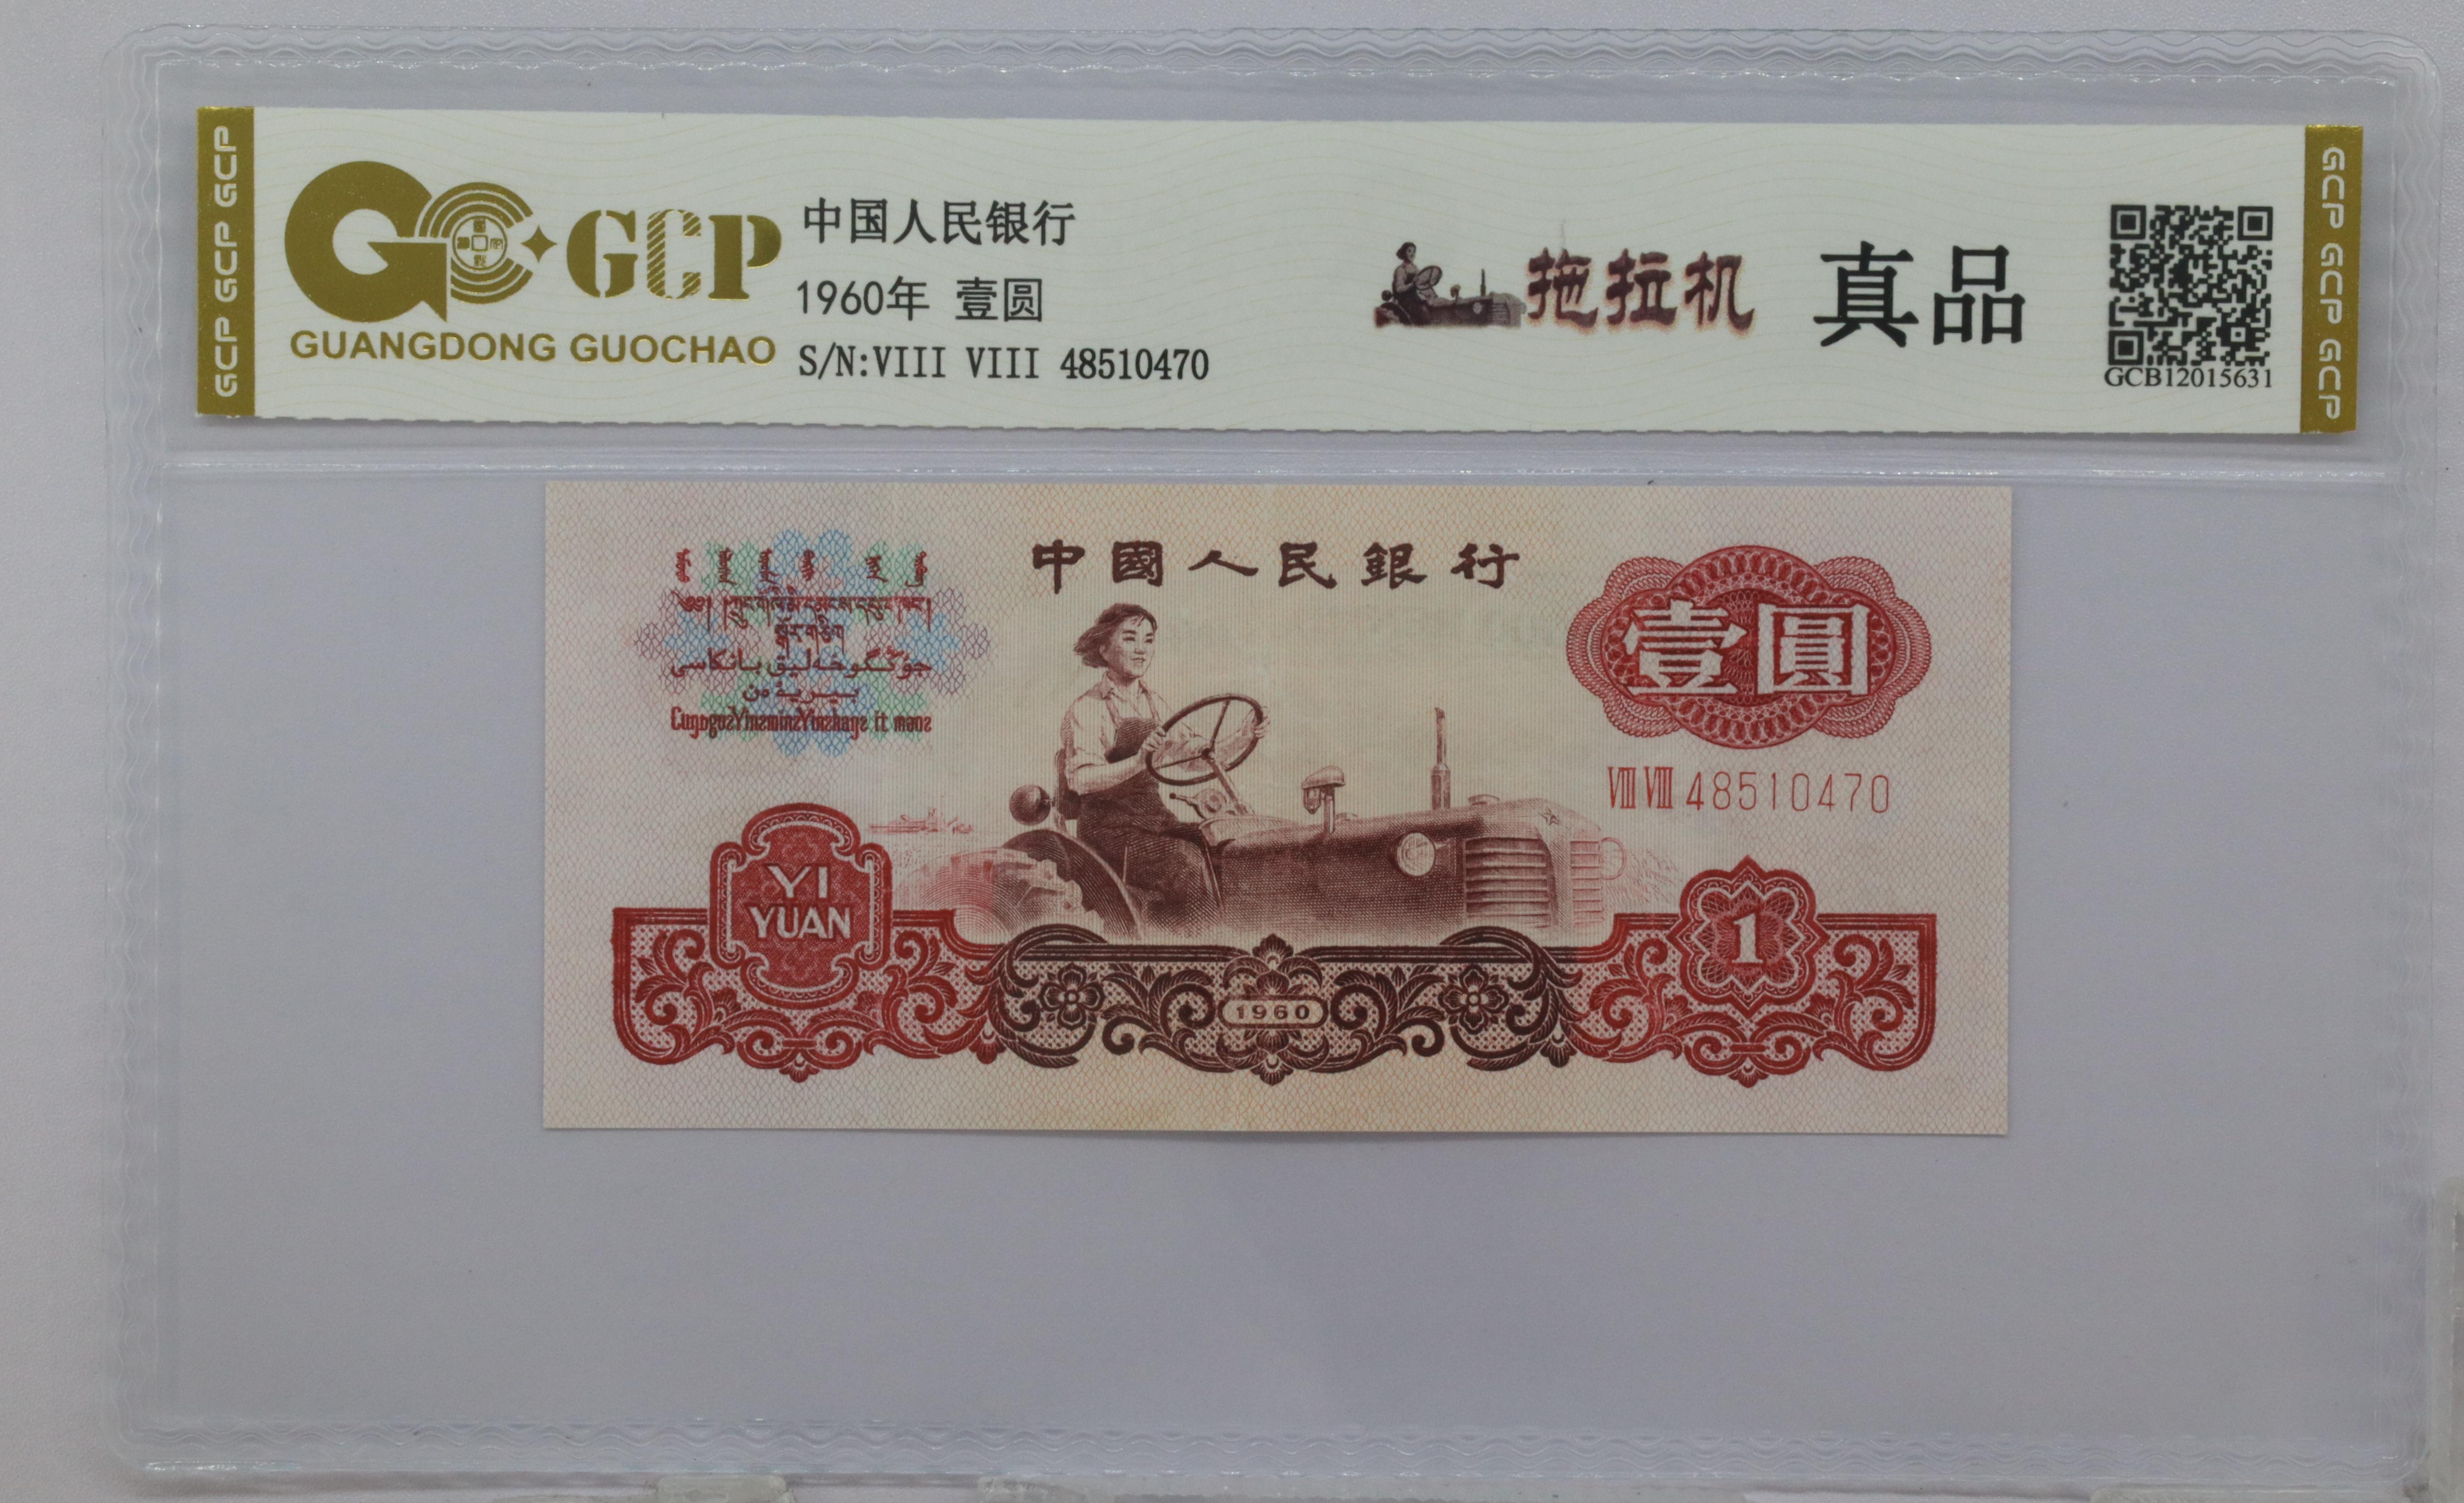 GCP GCP GCP
GCP
GUANGDONG GUOCHAO
中国人民银行
1960年 壹圆
S/N:VIII VIII 48510470
拖拉机
真品
GCB12015631
GCP GCP GCP
中國人民銀行
壹圓
VIII VIII 48510470
YI
YUAN
1
1960